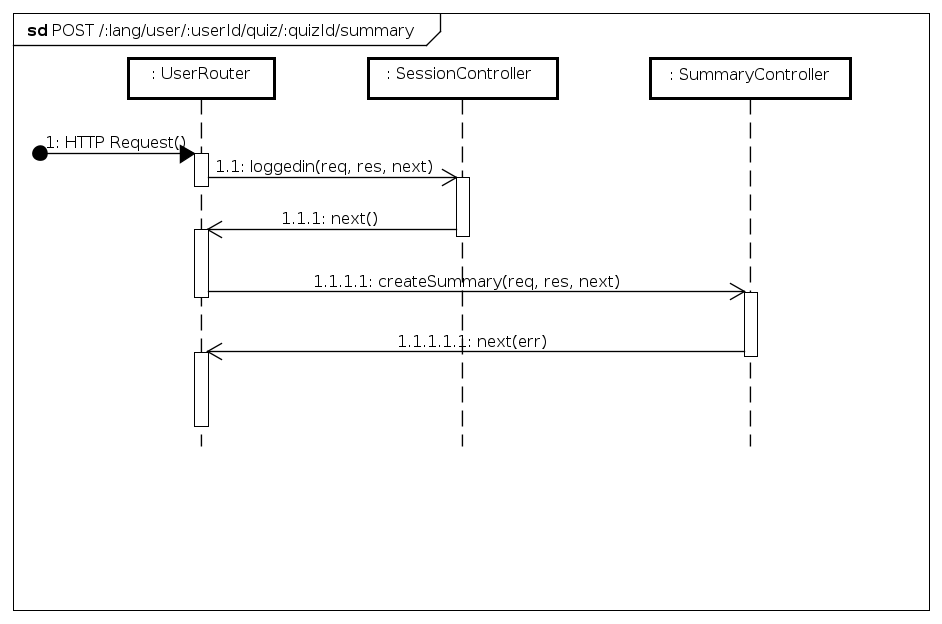 sd POST /:lang/user/:userId/quiz/:quizId/summary
: UserRouter
: SessionController
: SummaryController
1: HTTP Request()
1.1: loggedin(req, res, next)
1.1.1: next()
1.1.1.1: createSummary(req, res, next)
1.1.1.1.1: next(err)